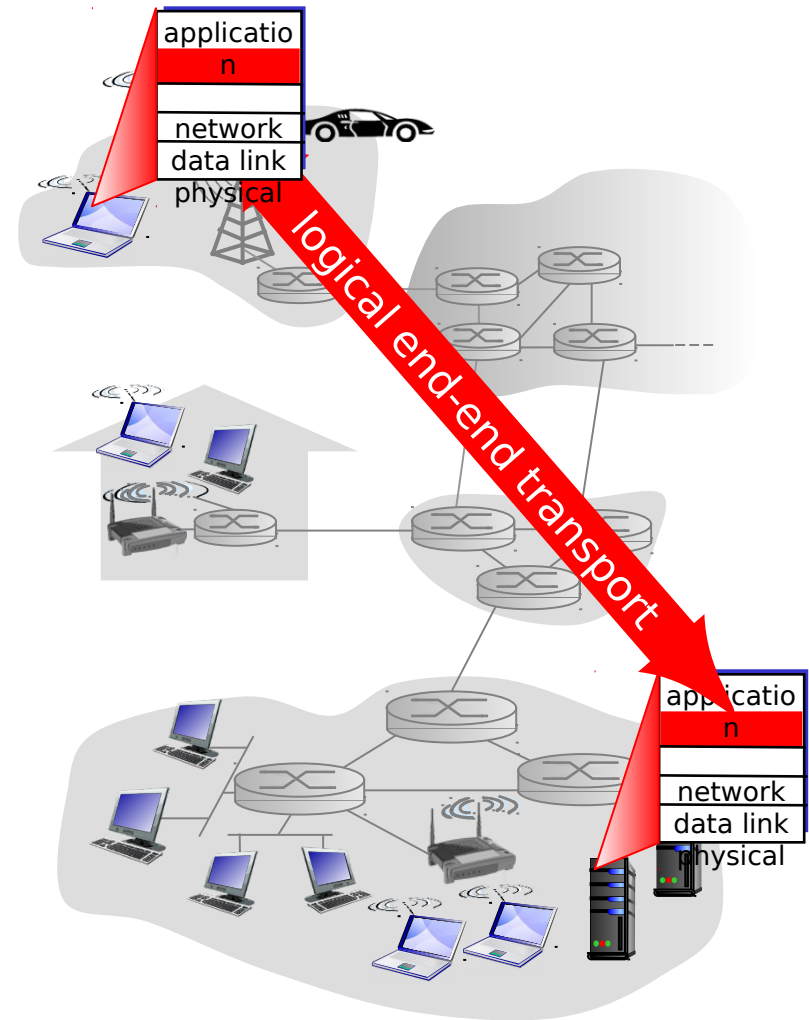 applicatio
n
network
data link
physical
logical end-end transport
applicatio
n
network
data link
physical